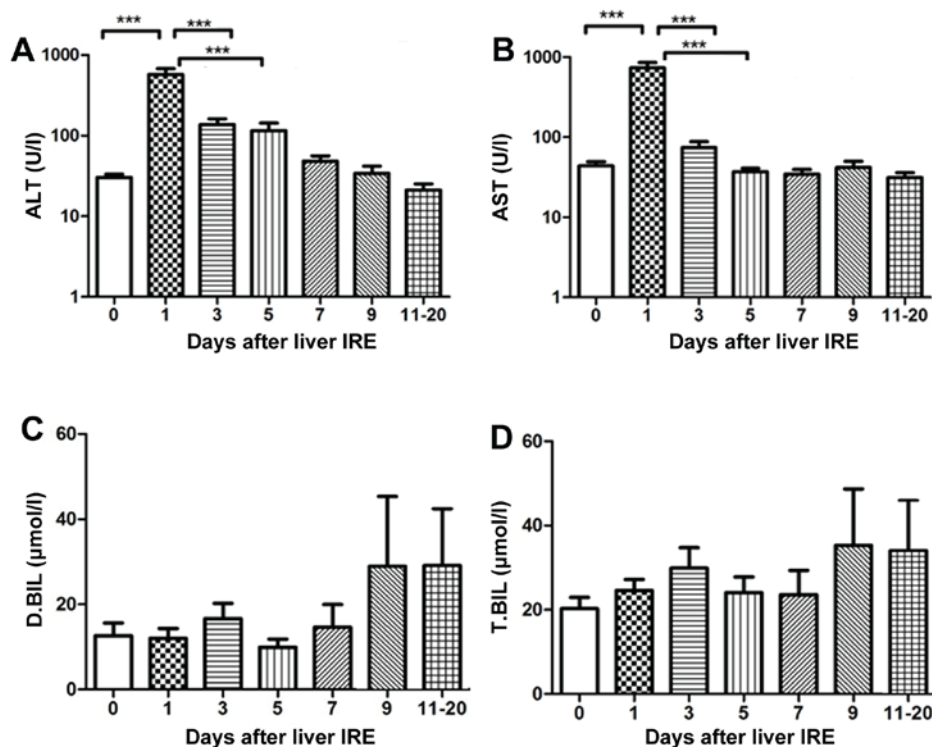 A
***
***
***
ALT (U/l)
1000
100
10
1
0 1 3 5 7 9 11-20
Days after liver IRE
B
***
***
***
AST (U/l)
1000
100
10
1
0 1 3 5 7 9 11-20
Days after liver IRE
C
D.BIL (µmol/l)
60
40
20
0
0 1 3 5 7 9 11-20
Days after liver IRE
D
T.BIL (µmol/l)
60
40
20
0
0 1 3 5 7 9 11-20
Days after liver IRE